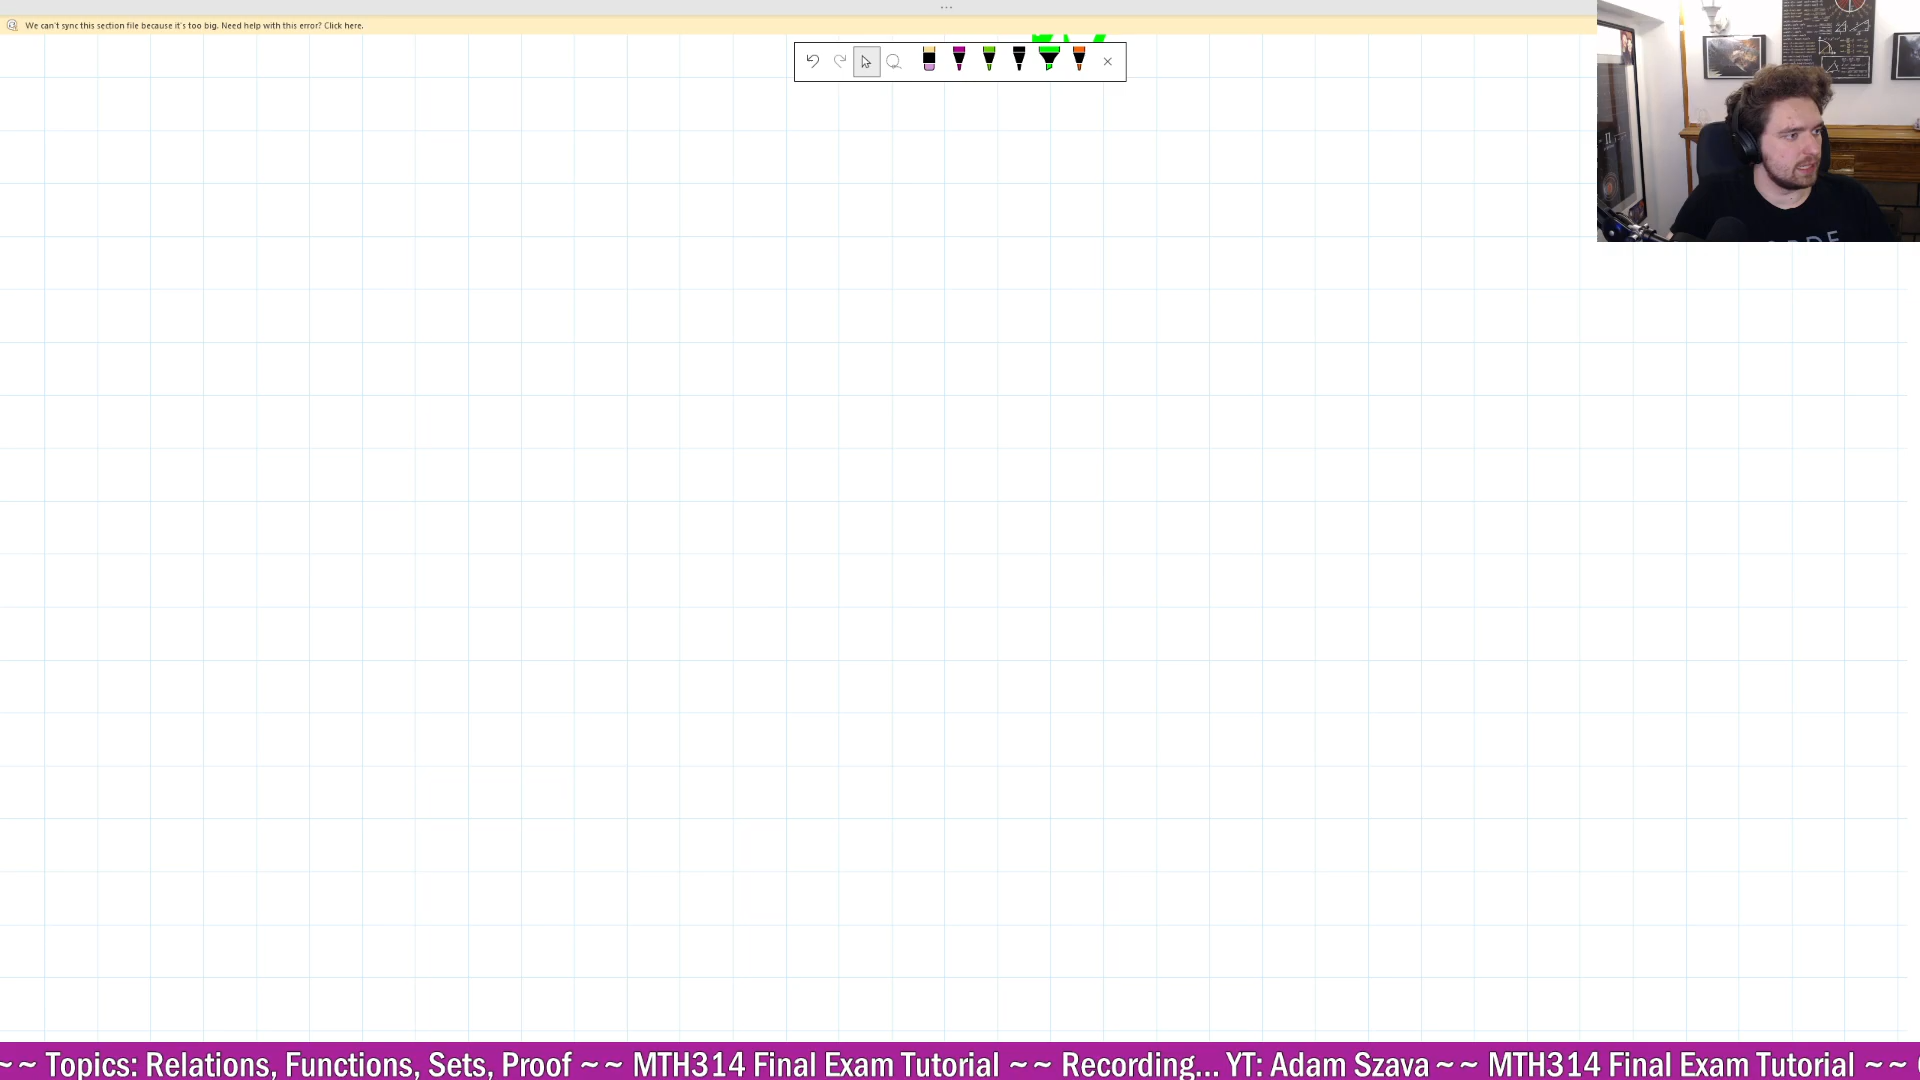 We can't sync this section file because it's too big. Need help with this error? Click here.
~ ~ Topics: Relations, Functions, Sets, Proof ~ ~ MTH314 Final Exam Tutorial ~ ~ Recording... YT: Adam Szava ~ ~ MTH314 Final Exam Tutorial ~ ~